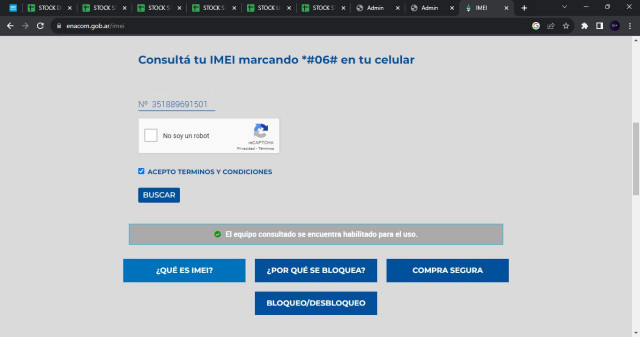 STOCK D
STOCK S
STOCK S
STOCK S
STOCK U
STOCK S
Admin
Admin
IMEI
enacom.gob.ar/imei
Consultá tu IMEI marcando *#06# en tu celular
Nº 351889691501
No soy un robot
reCAPTCHA
Privacidad - Términos
ACEPTO TERMINOS Y CONDICIONES
BUSCAR
El equipo consultado se encuentra habilitado para el uso.
¿QUÉ ES IMEI? ¿POR QUÉ SE BLOQUEA? COMPRA SEGURA
BLOQUEO/DESBLOQUEO